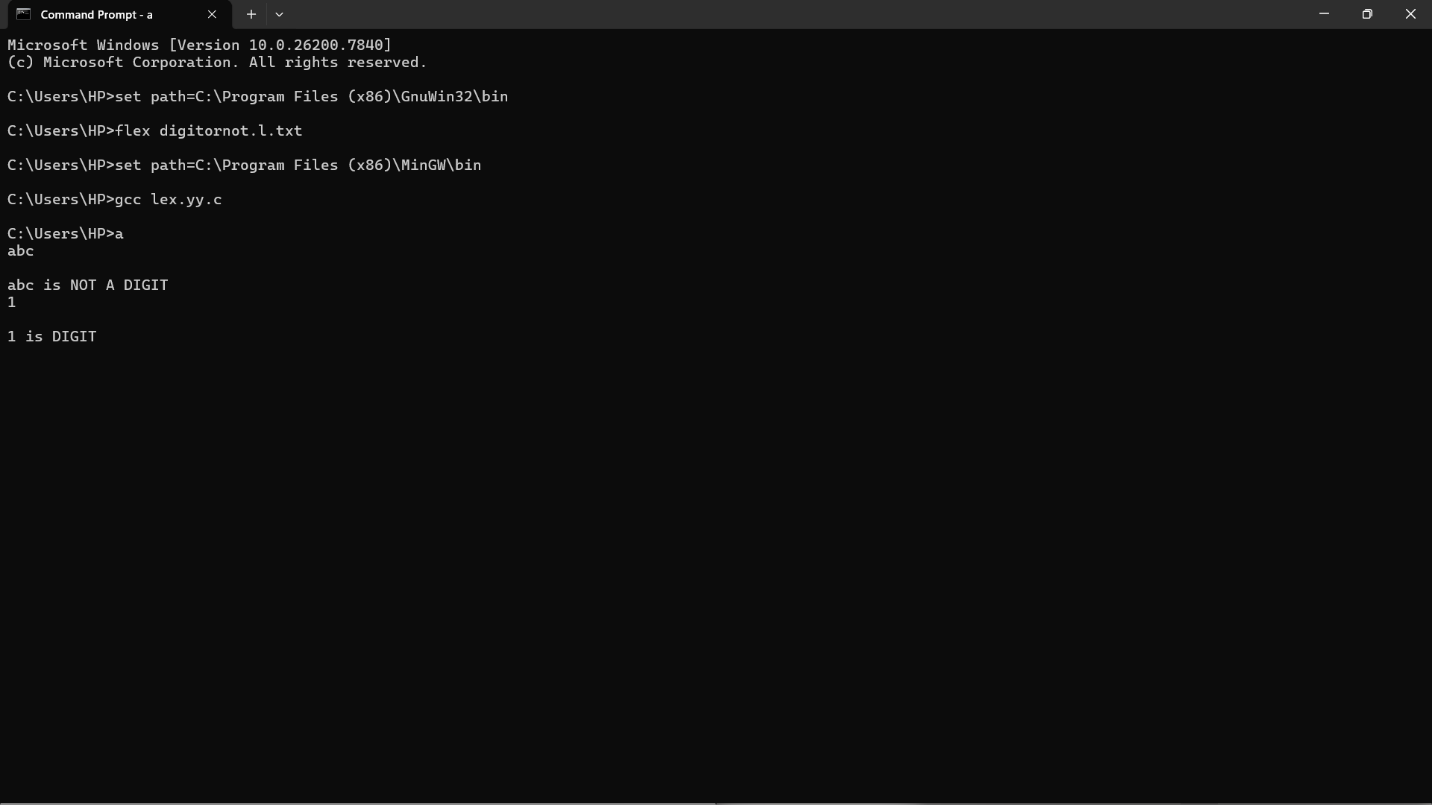 Command Prompt - a
Microsoft Windows [Version 10.0.26200.7840]
(c) Microsoft Corporation. All rights reserved.
C:\Users\HP>set path=C:\Program Files (x86)\GnuWin32\bin
C:\Users\HP>flex digitornot.l.txt
C:\Users\HP>set path=C:\Program Files (x86)\MinGW\bin
C:\Users\HP>gcc lex.yy.c
C:\Users\HP>a
abc
abc is NOT A DIGIT
1
1 is DIGIT